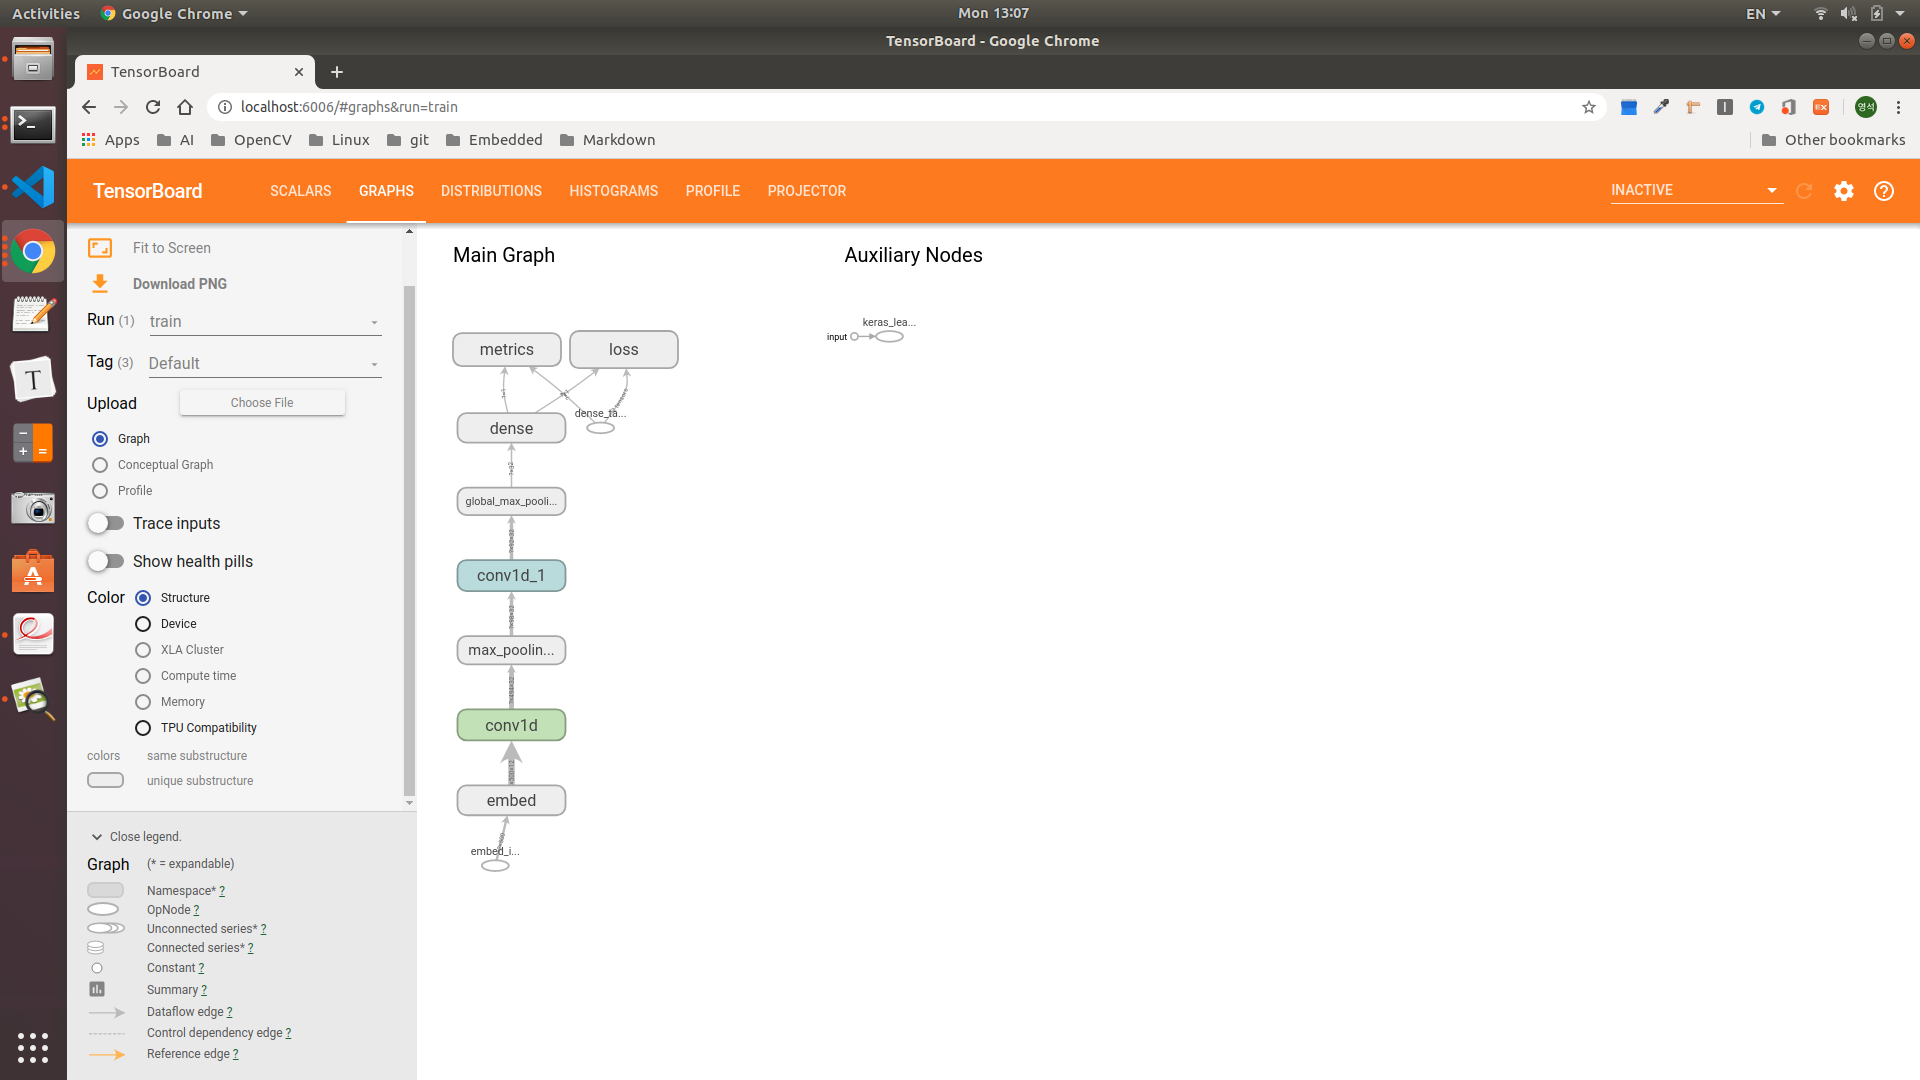 Activities Google Chrome Mon 13:07 EN
TensorBoard - Google Chrome
TensorBoard
localhost:6006/#graphs&run=train
EX 영석
Apps AI OpenCV Linux git Embedded Markdown Other bookmarks
TensorBoard SCALARS GRAPHS DISTRIBUTIONS HISTOGRAMS PROFILE PROJECTOR INACTIVE
Fit to Screen
Download PNG
Run (1) train
Tag (3) Default
Upload Choose File
Graph
Conceptual Graph
Profile
Trace inputs
Show health pills
Color Structure
Device
XLA Cluster
Compute time
Memory
TPU Compatibility
colors same substructure
unique substructure
Close legend.
Graph (* = expandable)
Namespace* ?
OpNode ?
Unconnected series* ?
Connected series* ?
Constant ?
Summary ?
Dataflow edge ?
Control dependency edge ?
Reference edge ?
Main Graph
metrics loss
dense_ta...
dense
global_max_pooli...
conv1d_1
max_poolin...
conv1d
embed
embed_i...
Auxiliary Nodes
keras_lea...
input